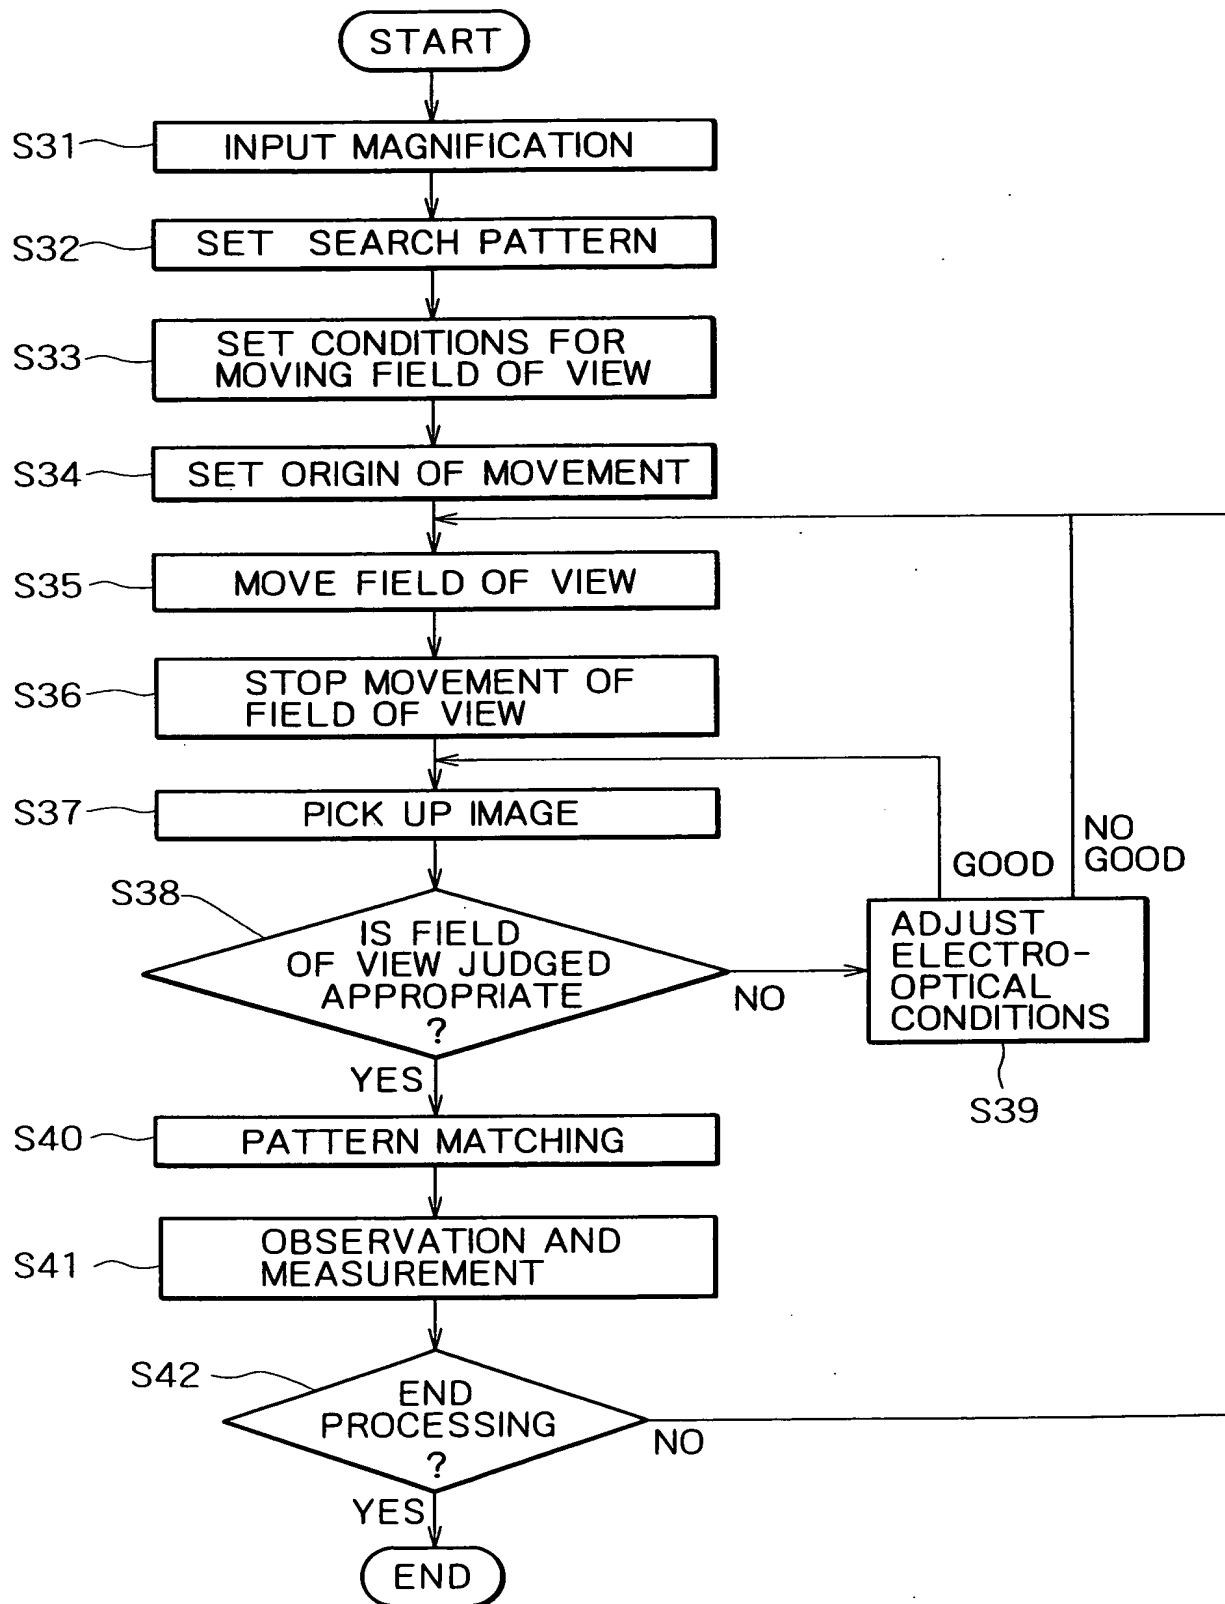 START
S31
INPUT MAGNIFICATION
S32
SET SEARCH PATTERN
S33
SET CONDITIONS FOR
MOVING FIELD OF VIEW
S34
SET ORIGIN OF MOVEMENT
S35
MOVE FIELD OF VIEW
S36
STOP MOVEMENT OF
FIELD OF VIEW
S37
PICK UP IMAGE
S38
IS FIELD
OF VIEW JUDGED
APPROPRIATE
?
NO
GOOD
NO
GOOD
ADJUST
ELECTRO-
OPTICAL
CONDITIONS
S39
YES
S40
PATTERN MATCHING
S41
OBSERVATION AND
MEASUREMENT
S42
END
PROCESSING
?
NO
YES
END